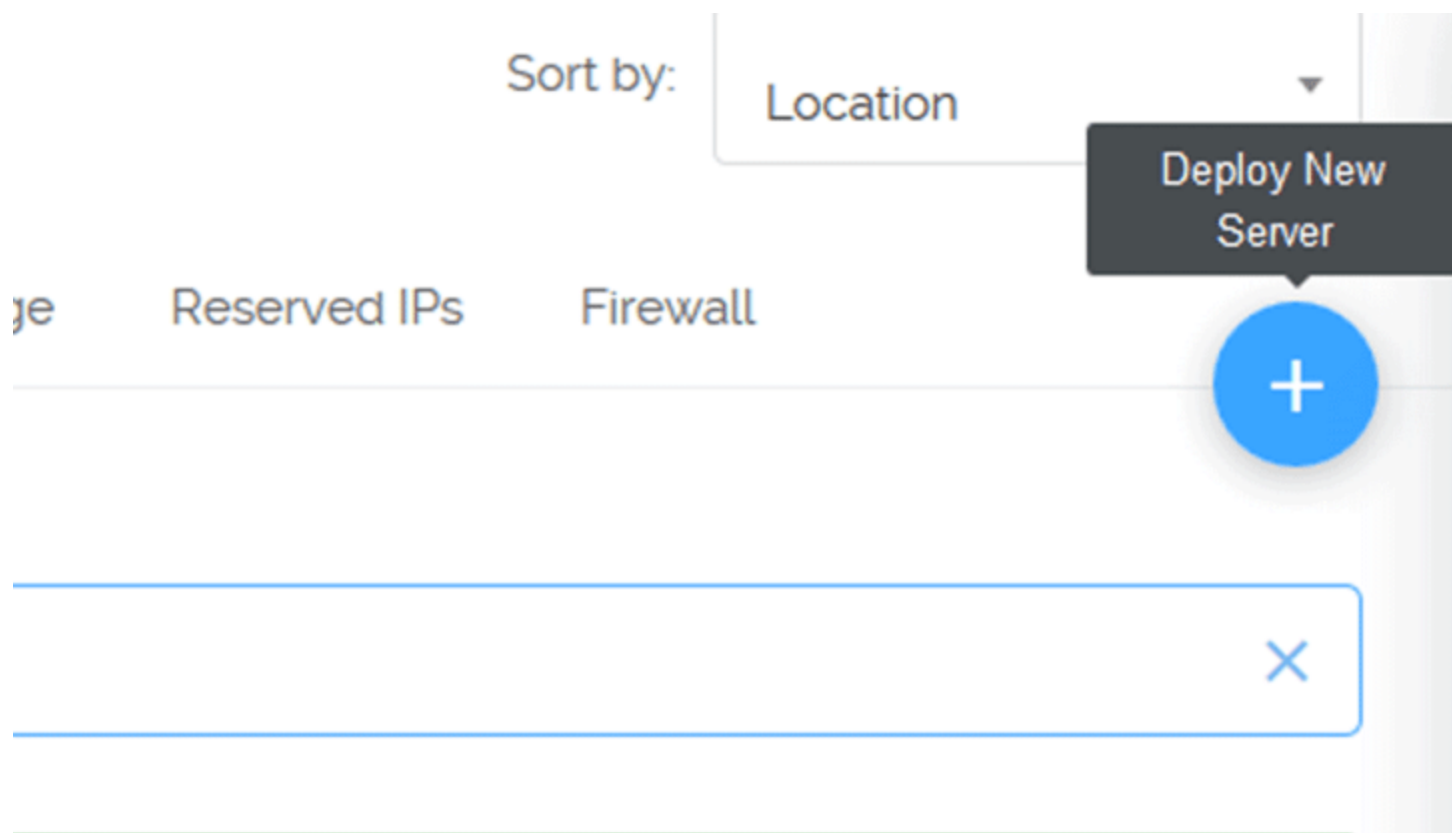 Sort by:
Location
Deploy New
Server
Reserved IPs
Firewall